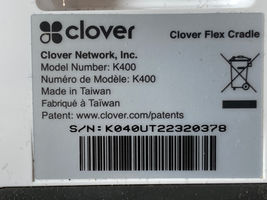 clover
Clover Flex Cradle
Clover Network, Inc.
Model Number: K400
Numéro de Modèle: K400
Made in Taiwan
Fabriqué à Taïwan
Patent: www.clover.com/patents
S/N: K040UT22320378